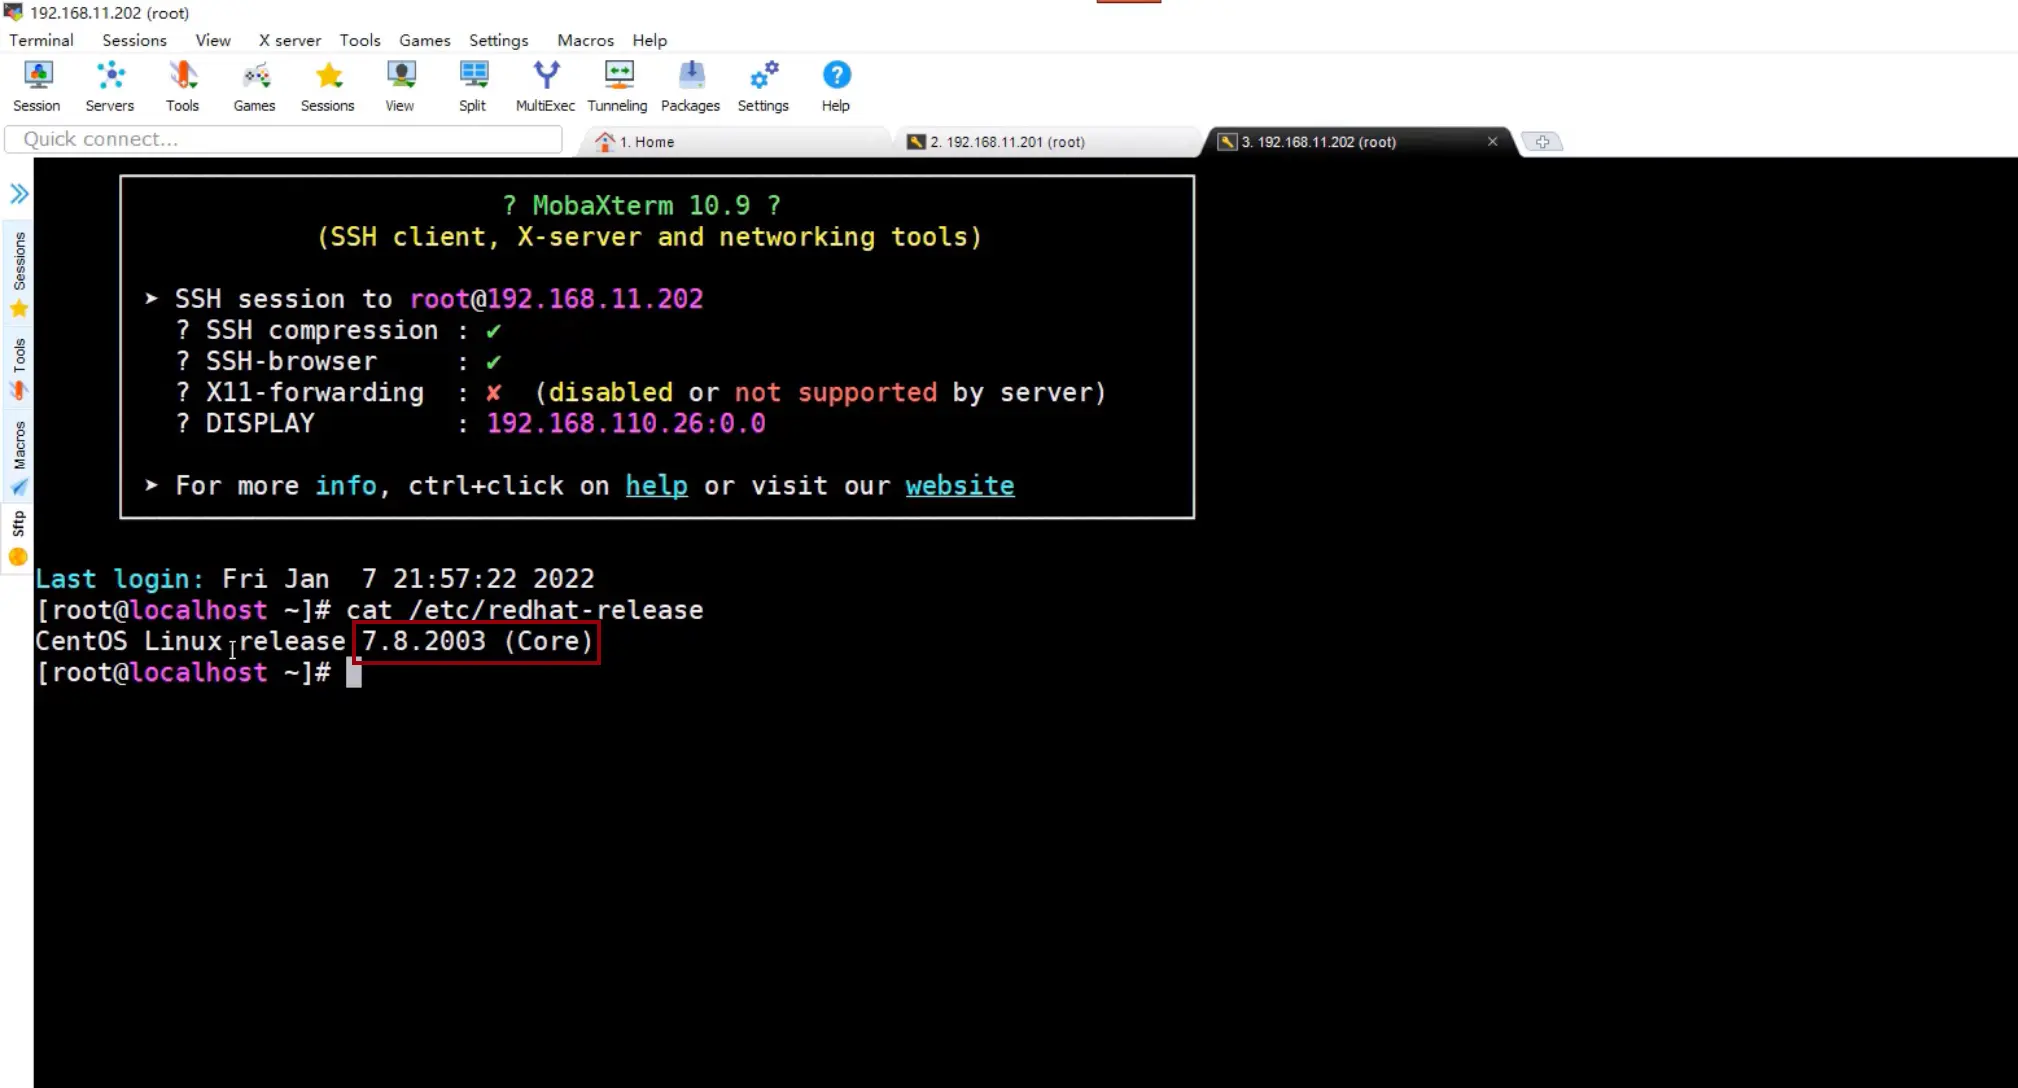 192.168.11.202 (root)
Terminal Sessions View X server Tools Games Settings Macros Help
Session Servers Tools Games Sessions View Split MultiExec Tunneling Packages Settings Help
Quick connect...
1. Home
2. 192.168.11.201 (root)
3. 192.168.11.202 (root)
Sessions
Tools
Macros
Sftp
? MobaXterm 10.9 ?
(SSH client, X-server and networking tools)
➤ SSH session to root@192.168.11.202
? SSH compression : ✔
? SSH-browser : ✔
? X11-forwarding : ✘ (disabled or not supported by server)
? DISPLAY : 192.168.110.26:0.0
➤ For more info, ctrl+click on help or visit our website
Last login: Fri Jan 7 21:57:22 2022
[root@localhost ~]# cat /etc/redhat-release
CentOS Linux release 7.8.2003 (Core)
[root@localhost ~]#